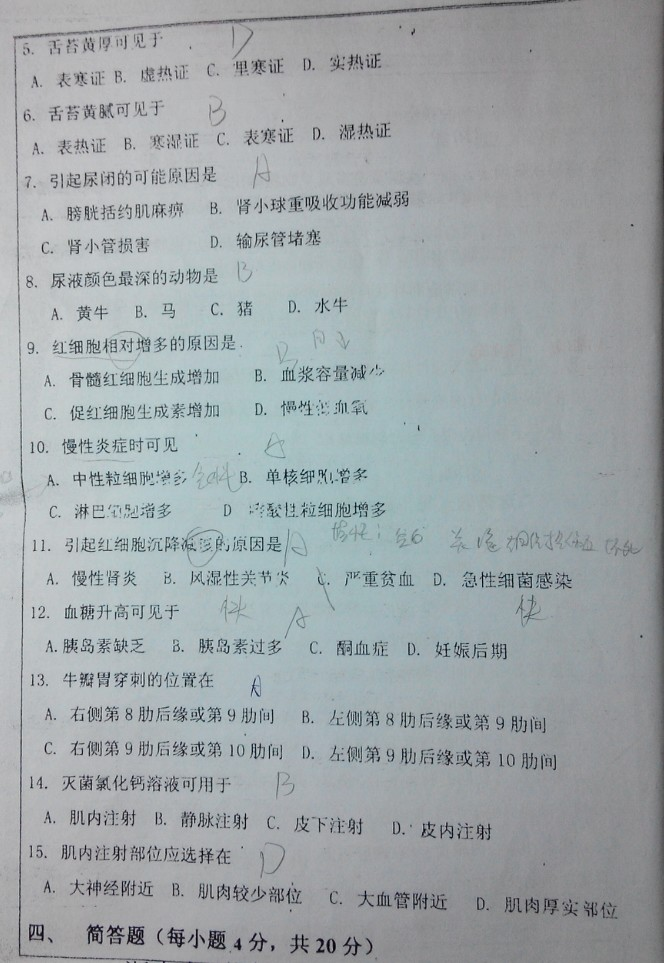 5. 舌苔黄厚可见于 D
A. 表寒证 B. 虚热证 C. 里寒证 D. 实热证
6. 舌苔黄腻可见于 B
A. 表热证 B. 寒湿证 C. 表寒证 D. 湿热证
7. 引起尿闭的可能原因是 A
A. 膀胱括约肌麻痹 B. 肾小球重吸收功能减弱
C. 肾小管损害 D. 输尿管堵塞
8. 尿液颜色最深的动物是 B
A. 黄牛 B. 马 C. 猪 D. 水牛
9. 红细胞相对增多的原因是. B
A. 骨髓红细胞生成增加 B. 血浆容量减少
C. 促红细胞生成素增加 D. 慢性低血氧
10. 慢性炎症时可见 A
A. 中性粒细胞增多 B. 单核细胞增多
C. 淋巴细胞增多 D 嗜酸性粒细胞增多
11. 引起红细胞沉降减慢的原因是 A
A. 慢性肾炎 B. 风湿性关节炎 C. 严重贫血 D. 急性细菌感染
快 快
12. 血糖升高可见于 A
A.胰岛素缺乏 B. 胰岛素过多 C. 酮血症 D. 妊娠后期
13. 牛瓣胃穿刺的位置在 A
A. 右侧第8肋后缘或第9肋间 B. 左侧第8肋后缘或第9肋间
C. 右侧第9肋后缘或第10肋间 D. 左侧第9肋后缘或第10肋间
14. 灭菌氯化钙溶液可用于 B
A. 肌内注射 B. 静脉注射 C. 皮下注射 D. 皮内注射
15. 肌内注射部位应选择在 D
A. 大神经附近 B. 肌肉较少部位 C. 大血管附近 D. 肌肉厚实部位
四、 简答题（每小题 4 分，共 20 分）